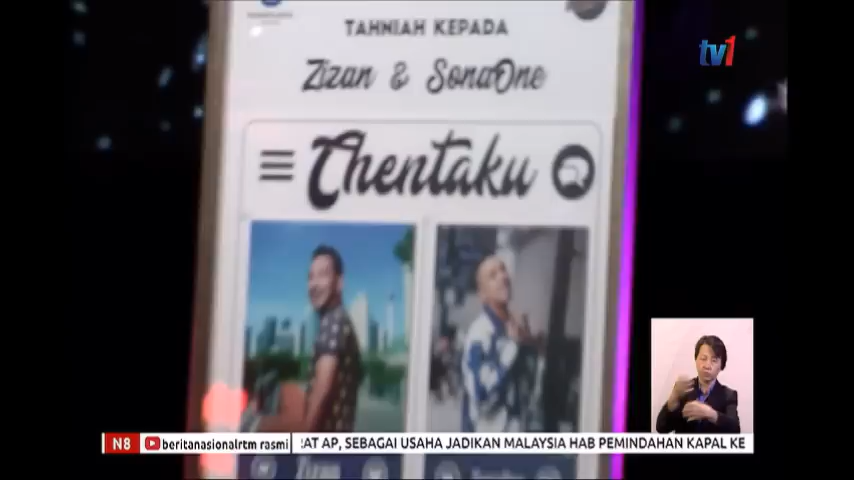 TAHNIAH KEPADA
tv1
Zizan & SonaOne
Chentaku
N8
beritanasionalrtm rasmi
AT AP, SEBAGAI USAHA JADIKAN MALAYSIA HAB PEMINDAHAN KAPAL KE
Zizan